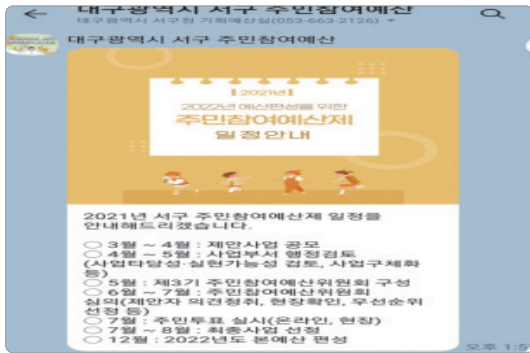 대구광역시 서구 주민참여예산
대구광역시 서구청 기획예산실(053-663-2126)
대구광역시 서구 주민참여예산
2021년
2022년 예산편성을 위한
주민참여예산제
일정안내
2021년 서구 주민참여예산제 일정을
안내해드리겠습니다.
○ 3월 ~ 4월 : 제안사업 공모
○ 4월 ~ 5월 : 사업부서 행정검토
(사업타당성·실현가능성 검토, 사업구체화
등)
○ 5월 : 제3기 주민참여예산위원회 구성
○ 6월 ~ 7월 : 주민참여예산위원회
심의(제안자 의견청취, 현장확인, 우선순위
선정 등)
○ 7월 : 주민투표 실시(온라인, 현장)
○ 7월 ~ 8월 : 최종사업 선정
○ 12월 : 2022년도 본예산 편성
오후 1:5